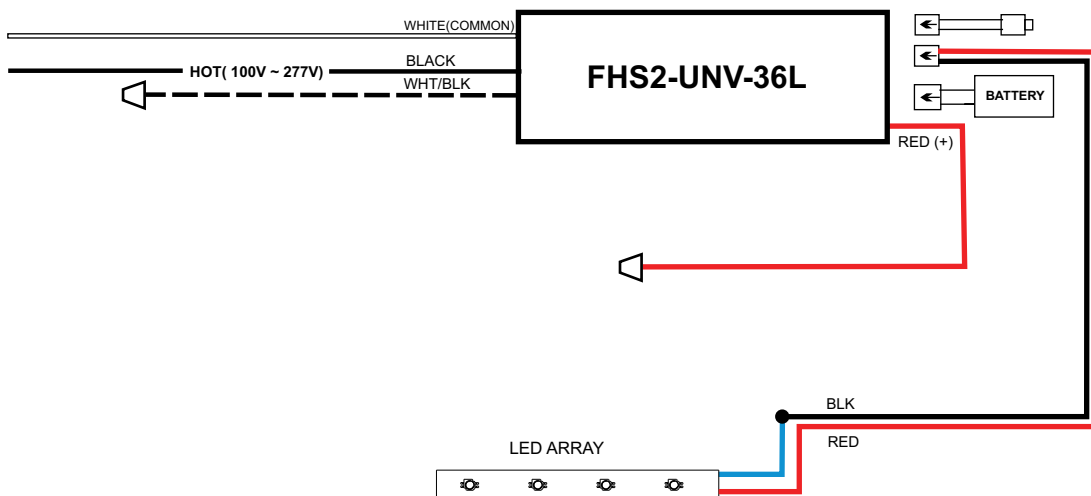 WHITE(COMMON)
BLACK
HOT( 100V ~ 277V)
WHT/BLK
FHS2-UNV-36L
BATTERY
RED (+)
BLK
RED
LED ARRAY